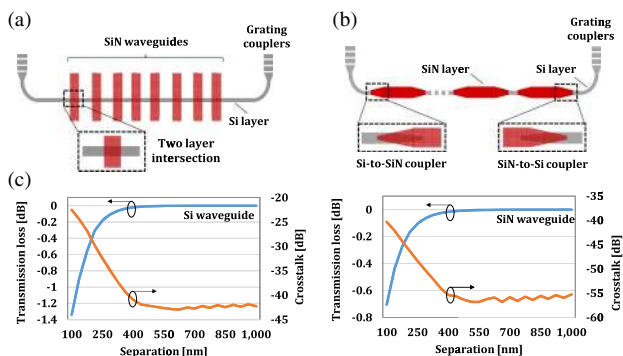 (a)
SiN waveguides
Grating
couplers
Si layer
Two layer
intersection
(b)
Grating
couplers
SiN layer
Si layer
Si-to-SiN coupler
SiN-to-Si coupler
(c)
Transmission loss [dB]
0
-0.2
-0.4
-0.6
-0.8
-1
-1.2
-1.4
Si waveguide
-20
-25
-30
-35
-40
-45
Crosstalk [dB]
100
250
400
550
700
850
1,000
Separation [nm]
Transmission loss [dB]
0
-0.2
-0.4
-0.6
-0.8
SiN waveguide
-35
-40
-45
-50
-55
-60
Crosstalk [dB]
100
250
400
550
700
850
1,000
Separation [nm]